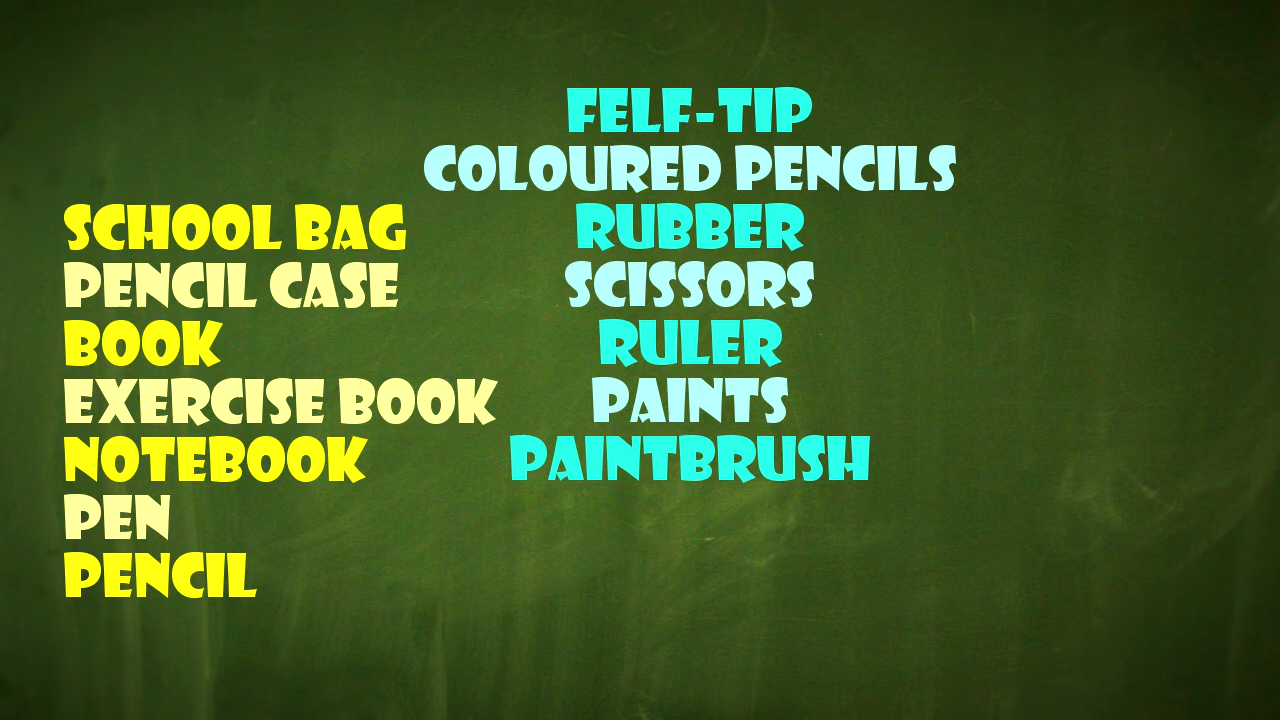 SCHOOL BAG
PENCIL CASE
BOOK
EXERCISE BOOK
NOTEBOOK
PEN
PENCIL
FELF-TIP
COLOURED PENCILS
RUBBER
SCISSORS
RULER
PAINTS
PAINTBRUSH